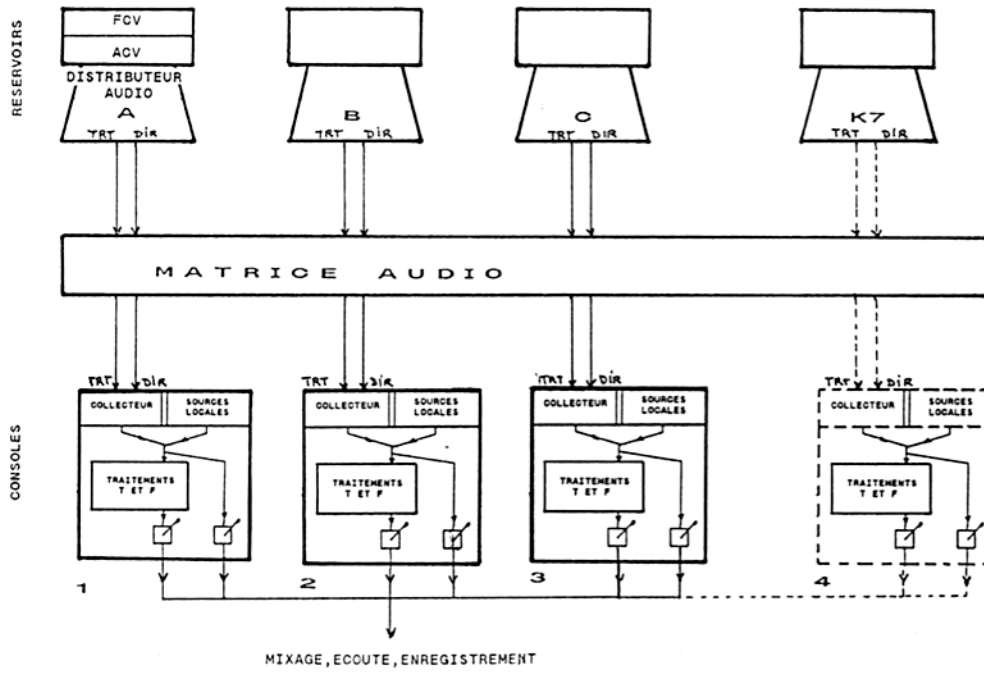 RESERVOIRS
FCV
ACV
DISTRIBUTEUR
AUDIO
A
TRT DIR
B
TRT DIR
C
TRT DIR
K7
TRT DIR
MATRICE AUDIO
CONSOLES
TRT DIR
COLLECTEUR
SOURCES
LOCALES
TRAITEMENTS
T ET F
1
TRT DIR
COLLECTEUR
SOURCES
LOCALES
TRAITEMENTS
T ET F
2
TRT DIR
COLLECTEUR
SOURCES
LOCALES
TRAITEMENTS
T ET F
3
TRT DIR
COLLECTEUR
SOURCES
LOCALES
TRAITEMENTS
T ET F
4
MIXAGE,ECOUTE,ENREGISTREMENT